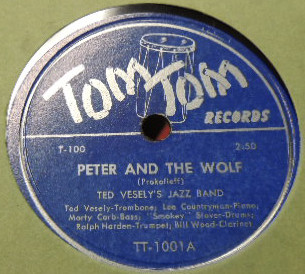 TOM TOM
RECORDS
T-100 2-50
PETER AND THE WOLF
(Prokofieff)
TED VESELY'S JAZZ BAND
Ted Vesely-Trombone; Lee Countryman-Piano;
Marty Corb-Bass; "Smokey" Stover-Drums;
Ralph Harden-Trumpet; Bill Wood-Clarinet
TT-1001A